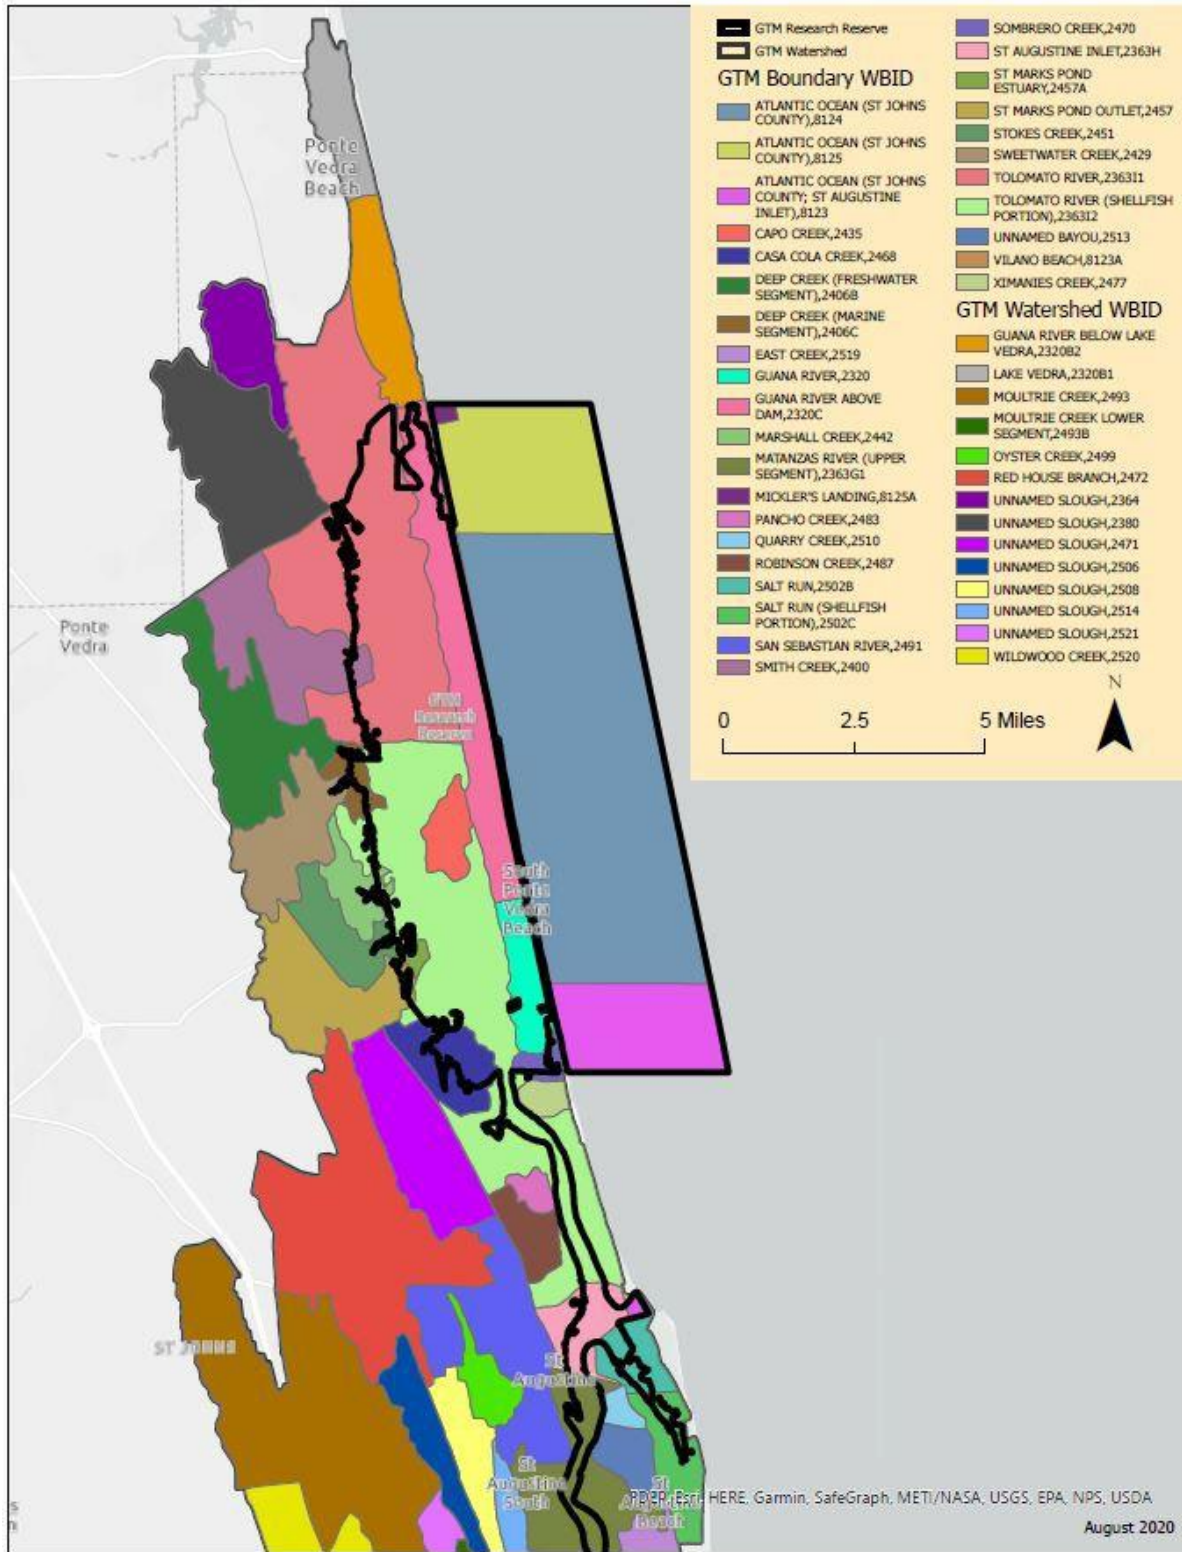 GTM Research Reserve
GTM Watershed
GTM Boundary WBID
ATLANTIC OCEAN (ST JOHNS
COUNTY),8124
ATLANTIC OCEAN (ST JOHNS
COUNTY),8125
ATLANTIC OCEAN (ST JOHNS
COUNTY; ST AUGUSTINE
INLET),8123
CAPO CREEK,2435
CASA COLA CREEK,2468
DEEP CREEK (FRESHWATER
SEGMENT),2406B
DEEP CREEK (MARINE
SEGMENT),2406C
EAST CREEK,2519
GUANA RIVER,2320
GUANA RIVER ABOVE
DAM,2320C
MARSHALL CREEK,2442
MATANZAS RIVER (UPPER
SEGMENT),2363G1
MICKLER'S LANDING,8125A
PANCHO CREEK,2483
QUARRY CREEK,2510
ROBINSON CREEK,2487
SALT RUN,2502B
SALT RUN (SHELLFISH
PORTION),2502C
SAN SEBASTIAN RIVER,2491
SMITH CREEK,2400
SOMBRERO CREEK,2470
ST AUGUSTINE INLET,2363H
ST MARKS POND
ESTUARY,2457A
ST MARKS POND OUTLET,2457
STOKES CREEK,2451
SWEETWATER CREEK,2429
TOLOMATO RIVER,2363I1
TOLOMATO RIVER (SHELLFISH
PORTION),2363I2
UNNAMED BAYOU,2513
VILANO BEACH,8123A
XIMANIES CREEK,2477
GTM Watershed WBID
GUANA RIVER BELOW LAKE
VEDRA,2320B2
LAKE VEDRA,2320B1
MOULTRIE CREEK,2493
MOULTRIE CREEK LOWER
SEGMENT,2493B
OYSTER CREEK,2499
RED HOUSE BRANCH,2472
UNNAMED SLOUGH,2364
UNNAMED SLOUGH,2380
UNNAMED SLOUGH,2471
UNNAMED SLOUGH,2506
UNNAMED SLOUGH,2508
UNNAMED SLOUGH,2514
UNNAMED SLOUGH,2521
WILDWOOD CREEK,2520
N
0 2.5 5 Miles
Ponte
Vedra
Beach
Ponte
Vedra
GTM
Research
Reserve
South
Ponte
Vedra
Beach
ST JOHNS
St
Augustine
St
Augustine
South
St
Augustine
Beach
FDEP, Esri, HERE, Garmin, SafeGraph, METI/NASA, USGS, EPA, NPS, USDA
August 2020